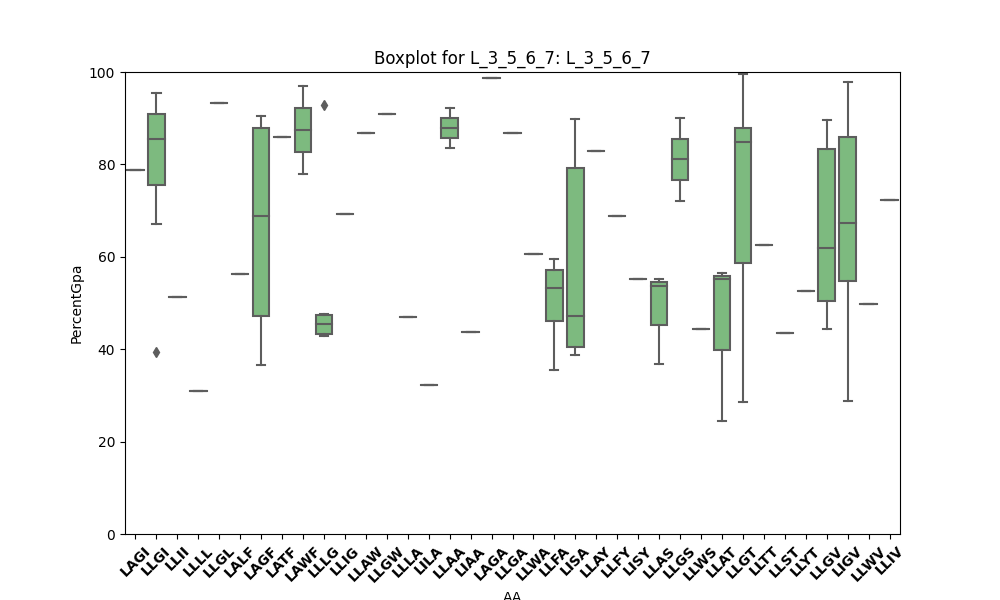 Boxplot for L_3_5_6_7: L_3_5_6_7
PercentGpa
100
80
60
40
20
0
LAGI LLGI LLII LLLL LLGL LALF LAGF LATF LAWF LLLG LLIG LLAW LLGW LLLA LILA LLAA LIAA LAGA LLGA LLWA LLFA LISA LLAY LLFY LISY LLAS LLGS LLWS LLAT LLGT LLTT LLST LLYT LLGV LIGV LLWV LLIV
AA